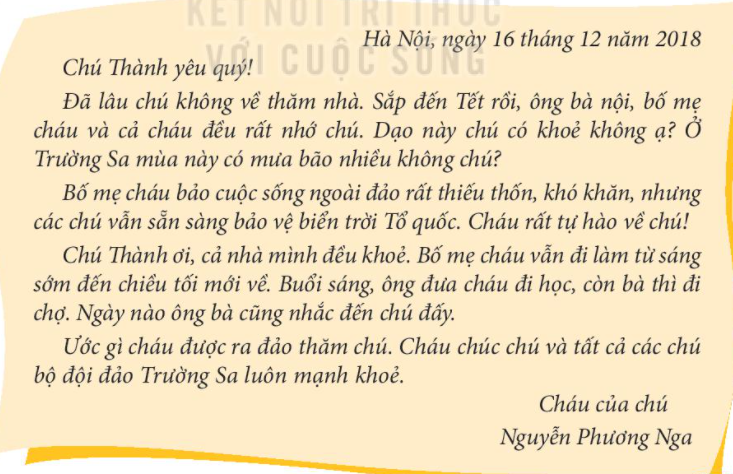 KẾT NỐI TRI THỨC
VỚI CUỘC SỐNG
Hà Nội, ngày 16 tháng 12 năm 2018
Chú Thành yêu quý!
Đã lâu chú không về thăm nhà. Sắp đến Tết rồi, ông bà nội, bố mẹ
cháu và cả cháu đều rất nhớ chú. Dạo này chú có khoẻ không ạ? Ở
Trường Sa mùa này có mưa bão nhiều không chú?
Bố mẹ cháu bảo cuộc sống ngoài đảo rất thiếu thốn, khó khăn, nhưng
các chú vẫn sẵn sàng bảo vệ biển trời Tổ quốc. Cháu rất tự hào về chú!
Chú Thành ơi, cả nhà mình đều khoẻ. Bố mẹ cháu vẫn đi làm từ sáng
sớm đến chiều tối mới về. Buổi sáng, ông đưa cháu đi học, còn bà thì đi
chợ. Ngày nào ông bà cũng nhắc đến chú đấy.
Ước gì cháu được ra đảo thăm chú. Cháu chúc chú và tất cả các chú
bộ đội đảo Trường Sa luôn mạnh khoẻ.
Cháu của chú
Nguyễn Phương Nga